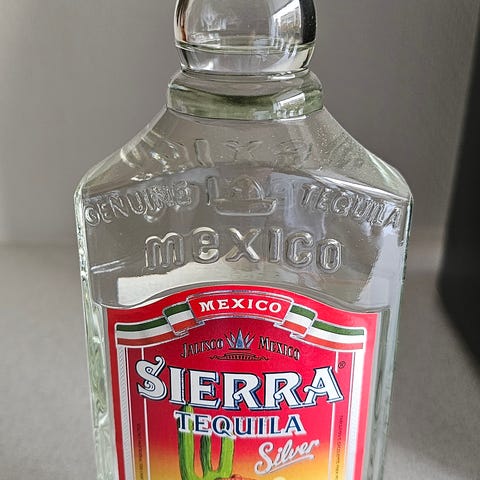 GENUINE TEQUILA
mexico
MEXICO
JALISCO MEXICO
SIERRA®
TEQUILA
Silver